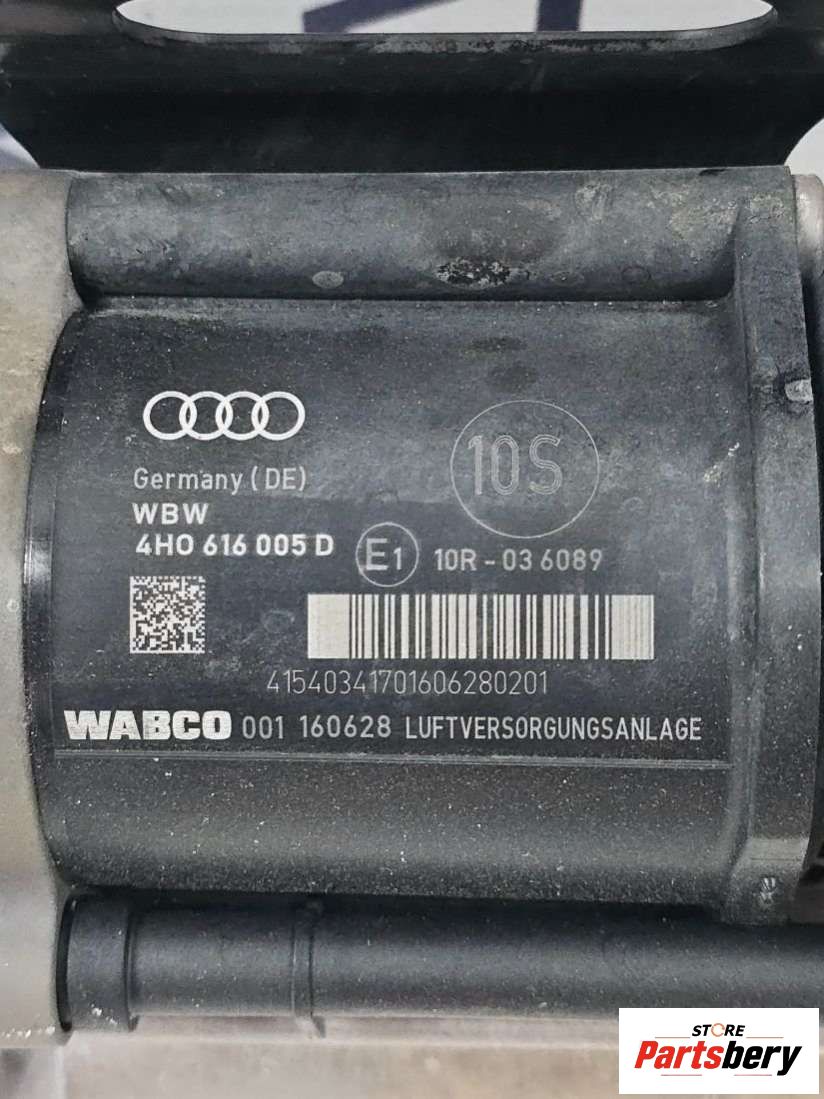 10S
Germany (DE)
WBW
4H0 616 005 D E1 10R - 03 6089
41540341701606280201
WABCO 001 160628 LUFTVERSORGUNGSANLAGE
STORE
Partsbery